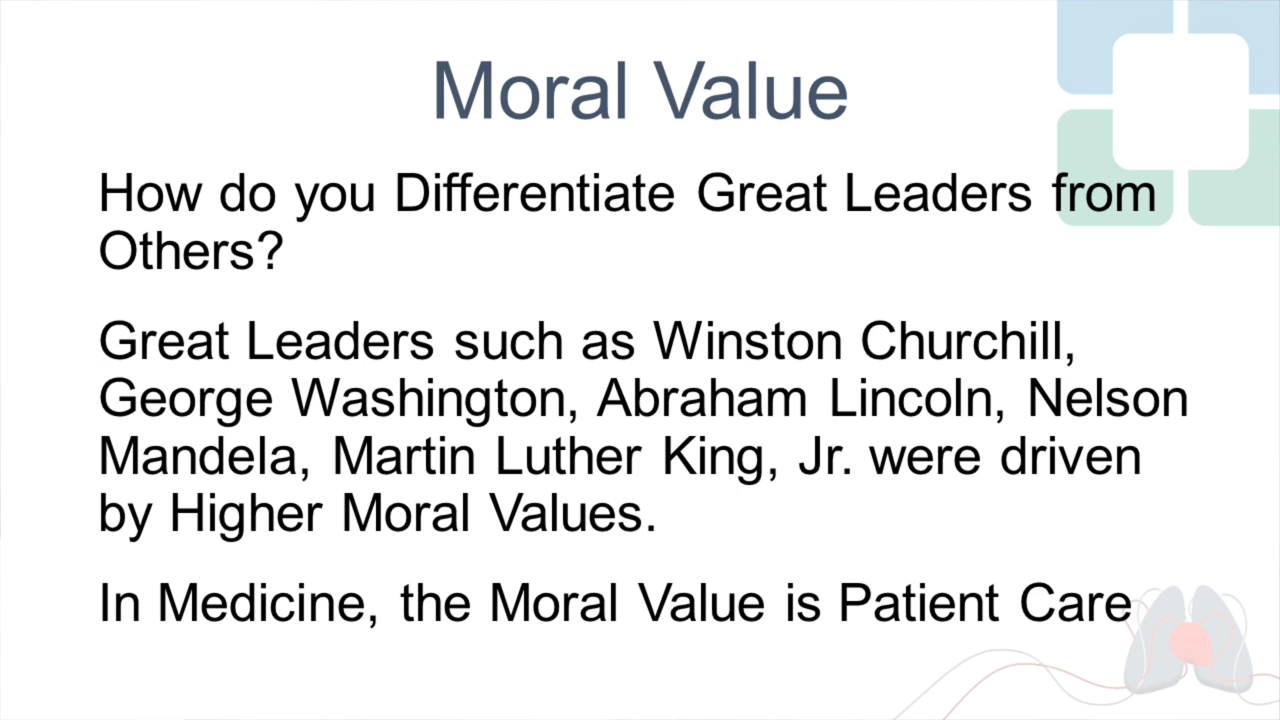 Moral Value
How do you Differentiate Great Leaders from
Others?
Great Leaders such as Winston Churchill,
George Washington, Abraham Lincoln, Nelson
Mandela, Martin Luther King, Jr. were driven
by Higher Moral Values.
In Medicine, the Moral Value is Patient Care